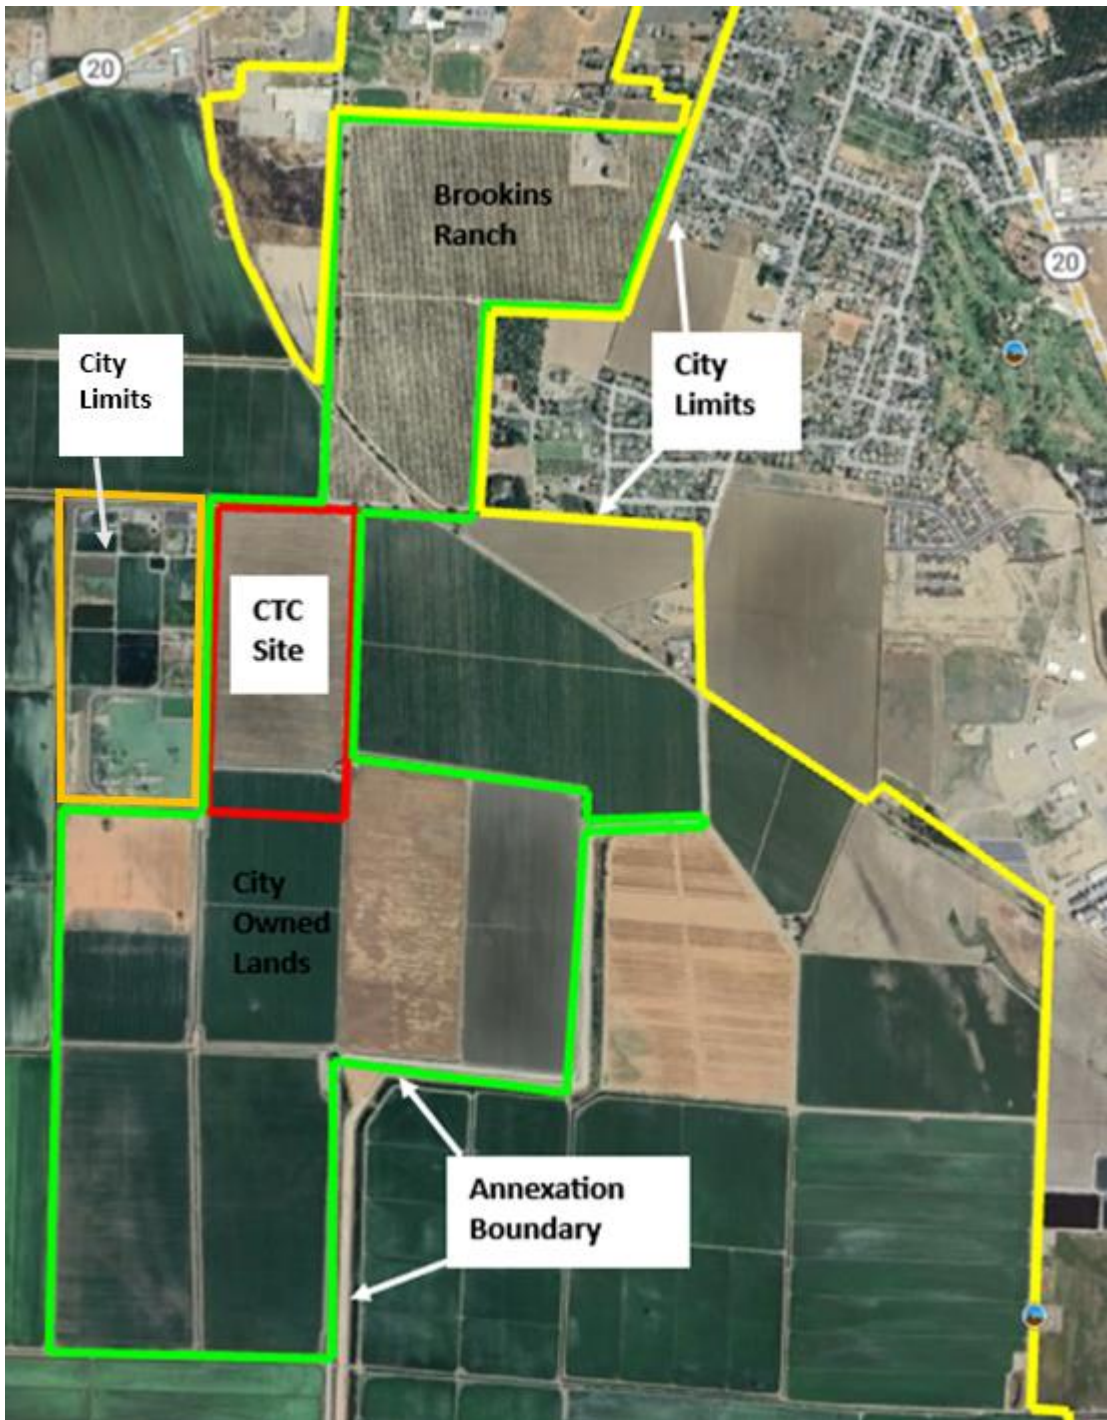 20
Brookins
Ranch
20
City
Limits
City
Limits
CTC
Site
City
Owned
Lands
Annexation
Boundary